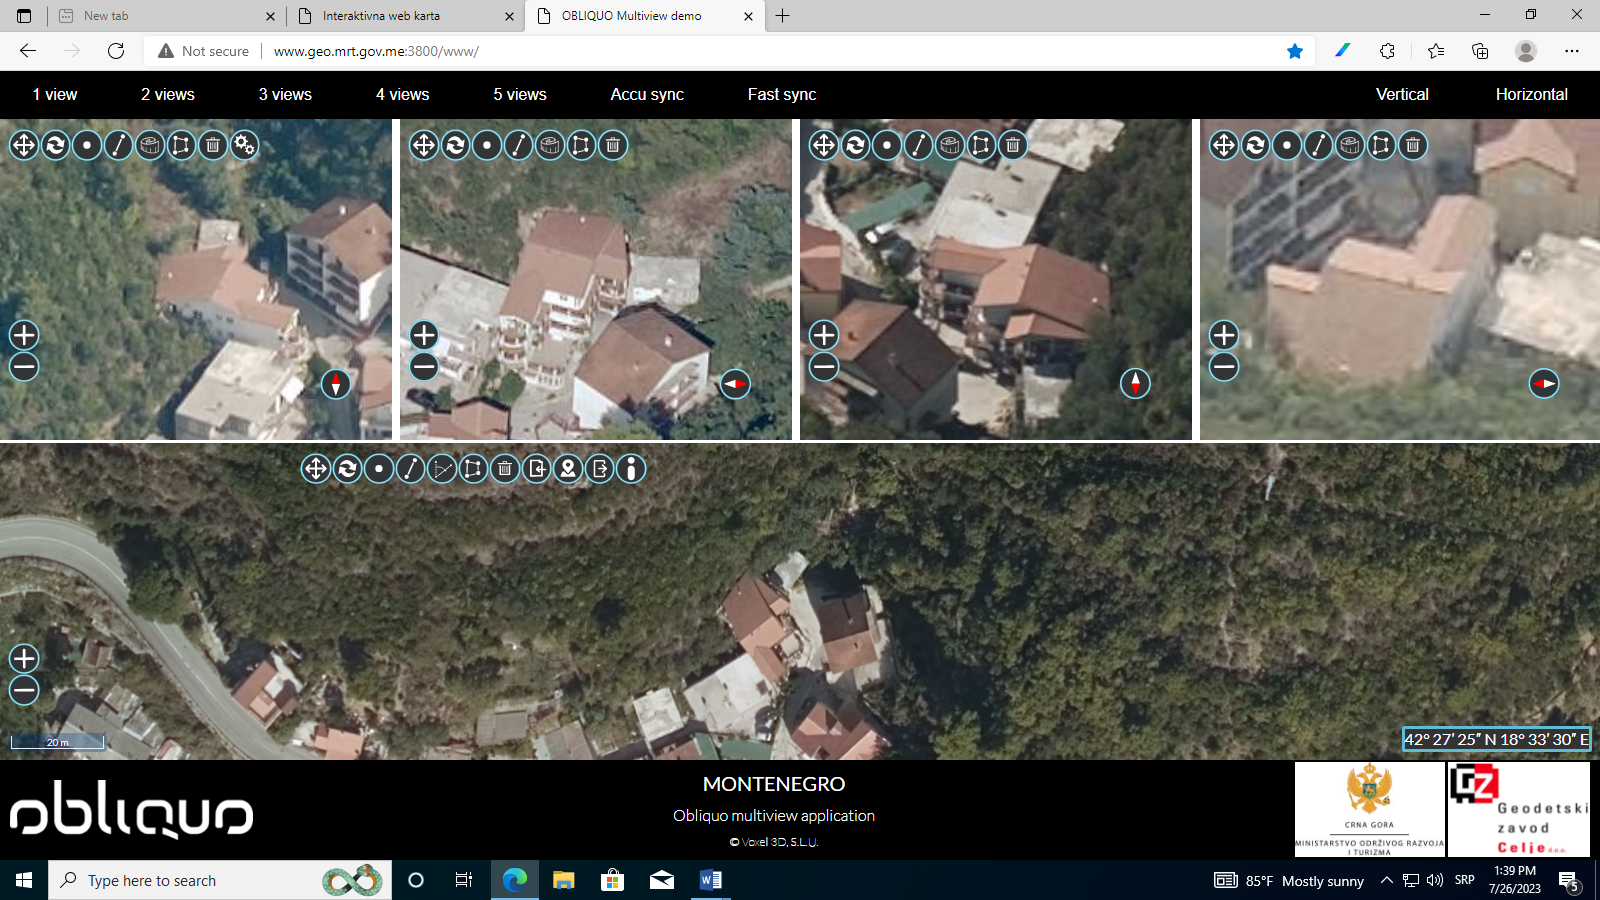 New tab
Interaktivna web karta
OBLIQUO Multiview demo
Not secure
www.geo.mrt.gov.me:3800/www/
1 view
2 views
3 views
4 views
5 views
Accu sync
Fast sync
Vertical
Horizontal
20 m
42° 27′ 25″ N 18° 33′ 30″ E
obliquo
MONTENEGRO
Obliquo multiview application
© Voxel 3D, S.L.U.
CRNA GORA
MINISTARSTVO ODRŽIVOG RAZVOJA
I TURIZMA
GZ
Geodetski
zavod
Celje d.o.o.
Type here to search
85°F Mostly sunny
SRP
1:39 PM
7/26/2023
5